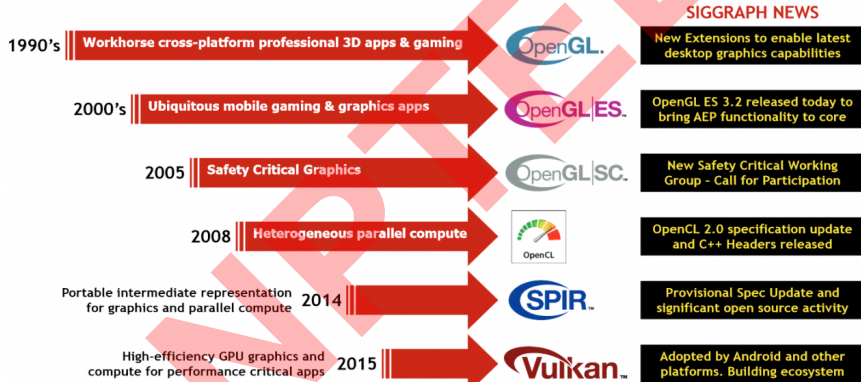 SIGGRAPH NEWS
1990's
Workhorse cross-platform professional 3D apps & gaming
OpenGL.
New Extensions to enable latest
desktop graphics capabilities
2000's
Ubiquitous mobile gaming & graphics apps
OpenGL|ES™
OpenGL ES 3.2 released today to
bring AEP functionality to core
2005
Safety Critical Graphics
OpenGL|SC™
New Safety Critical Working
Group - Call for Participation
2008
Heterogeneous parallel compute
OpenCL
OpenCL 2.0 specification update
and C++ Headers released
Portable intermediate representation
for graphics and parallel compute
2014
SPIR™
Provisional Spec Update and
significant open source activity
High-efficiency GPU graphics and
compute for performance critical apps
2015
Vulkan™
Adopted by Android and other
platforms. Building ecosystem
NPTEL